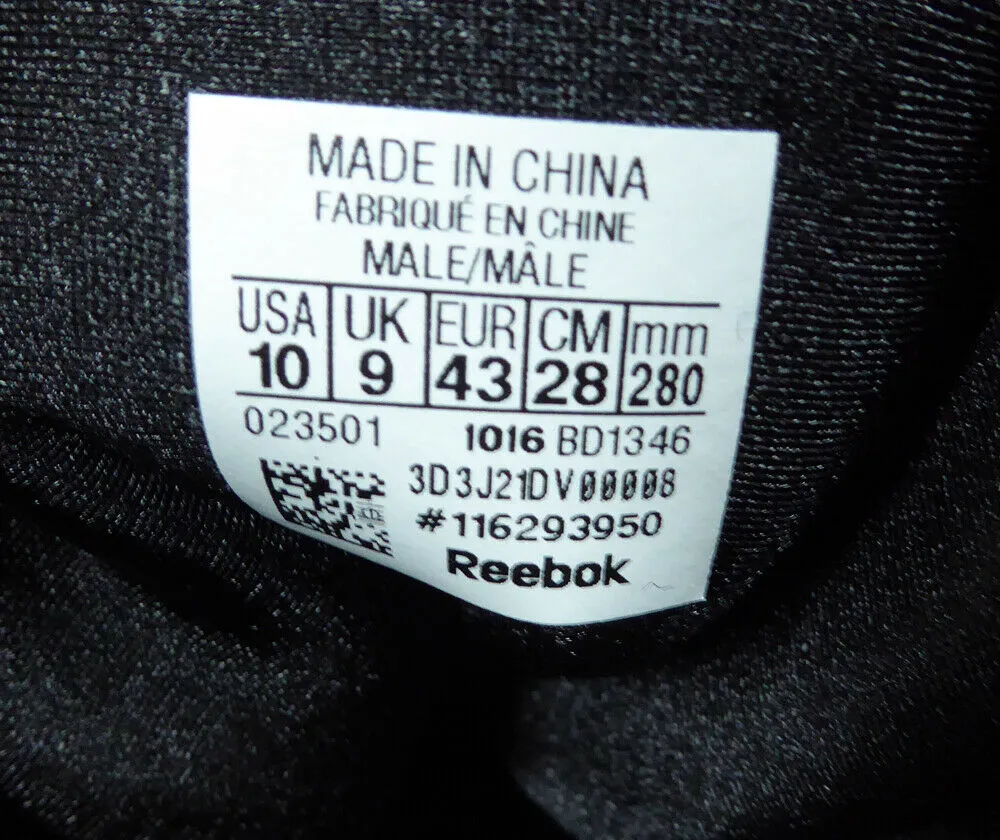 MADE IN CHINA
FABRIQUÉ EN CHINE
MALE/MÂLE
USA UK EUR CM mm
10 9 43 28 280
023501 1016 BD1346
3D3J21DV00008
#116293950
Reebok